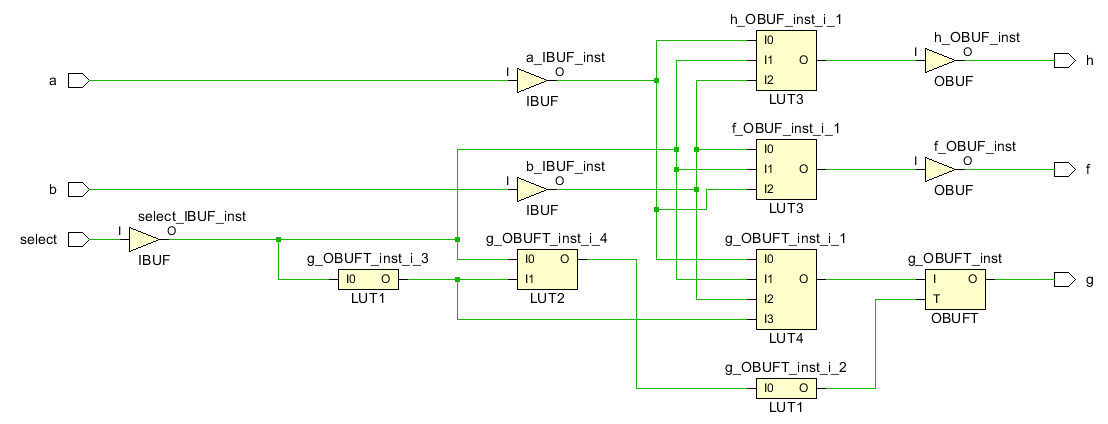 h_OBUF_inst_i_1
I0
I1 O
I2
LUT3
h_OBUF_inst
I O
OBUF
h
a
a_IBUF_inst
I O
IBUF
f_OBUF_inst_i_1
I0
I1 O
I2
LUT3
f_OBUF_inst
I O
OBUF
f
b
b_IBUF_inst
I O
IBUF
select
select_IBUF_inst
I O
IBUF
g_OBUFT_inst_i_3
I0 O
LUT1
g_OBUFT_inst_i_4
I0 O
I1
LUT2
g_OBUFT_inst_i_1
I0
I1 O
I2
I3
LUT4
g_OBUFT_inst
I O
T
OBUFT
g
g_OBUFT_inst_i_2
I0 O
LUT1